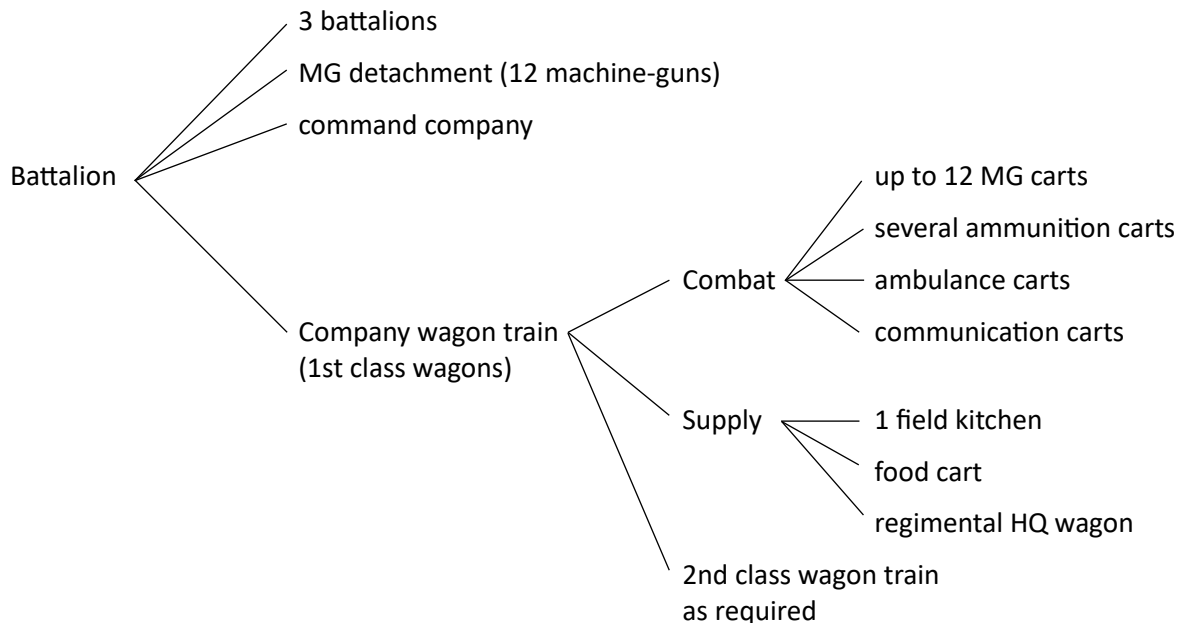 3 battalions
MG detachment (12 machine-guns)
command company
Battalion
up to 12 MG carts
several ammunition carts
Combat
ambulance carts
Company wagon train
(1st class wagons)
communication carts
Supply
1 field kitchen
food cart
regimental HQ wagon
2nd class wagon train
as required